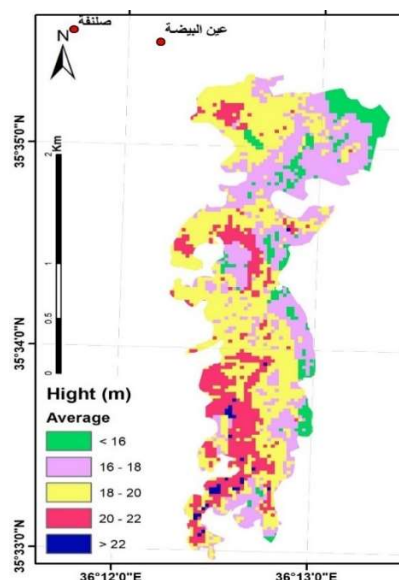 صلنفة
عين البيضة
N
35°35'0"N
35°34'0"N
35°33'0"N
2
Km
1
0.5
0
Hight (m)
Average
< 16
16 - 18
18 - 20
20 - 22
> 22
36°12'0"E
36°13'0"E